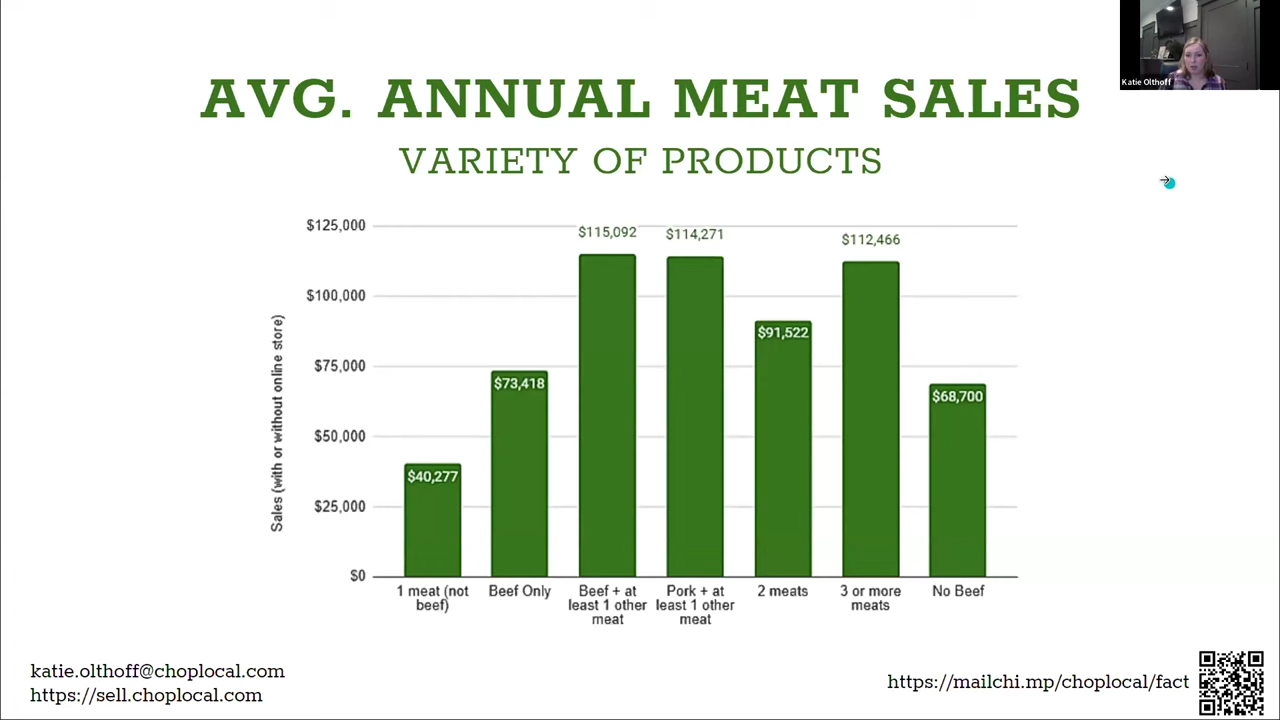 Katie Olthoff
AVG. ANNUAL MEAT SALES
VARIETY OF PRODUCTS
Sales (with or without online store)
$125,000
$100,000
$75,000
$50,000
$25,000
$0
$40,277
$73,418
$115,092
$114,271
$91,522
$112,466
$68,700
1 meat (not
beef)
Beef Only
Beef + at
least 1 other
meat
Pork + at
least 1 other
meat
2 meats
3 or more
meats
No Beef
katie.olthoff@choplocal.com
https://sell.choplocal.com
https://mailchi.mp/choplocal/fact